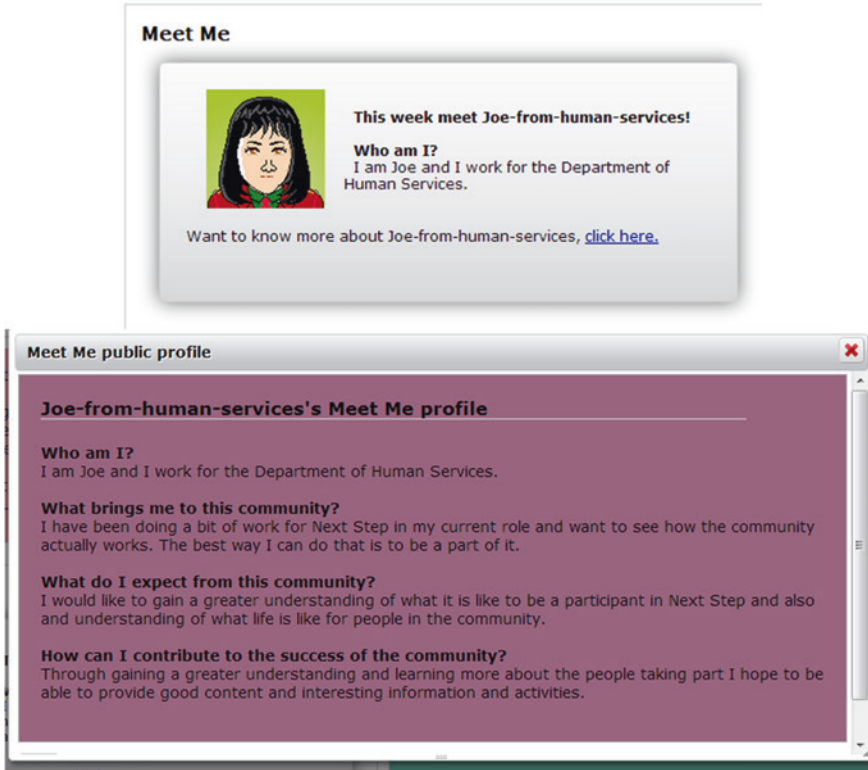 Meet Me
This week meet Joe-from-human-services!
Who am I?
I am Joe and I work for the Department of
Human Services.
Want to know more about Joe-from-human-services, click here.
Meet Me public profile
Joe-from-human-services's Meet Me profile
Who am I?
I am Joe and I work for the Department of Human Services.
What brings me to this community?
I have been doing a bit of work for Next Step in my current role and want to see how the community
actually works. The best way I can do that is to be a part of it.
What do I expect from this community?
I would like to gain a greater understanding of what it is like to be a participant in Next Step and also
and understanding of what life is like for people in the community.
How can I contribute to the success of the community?
Through gaining a greater understanding and learning more about the people taking part I hope to be
able to provide good content and interesting information and activities.